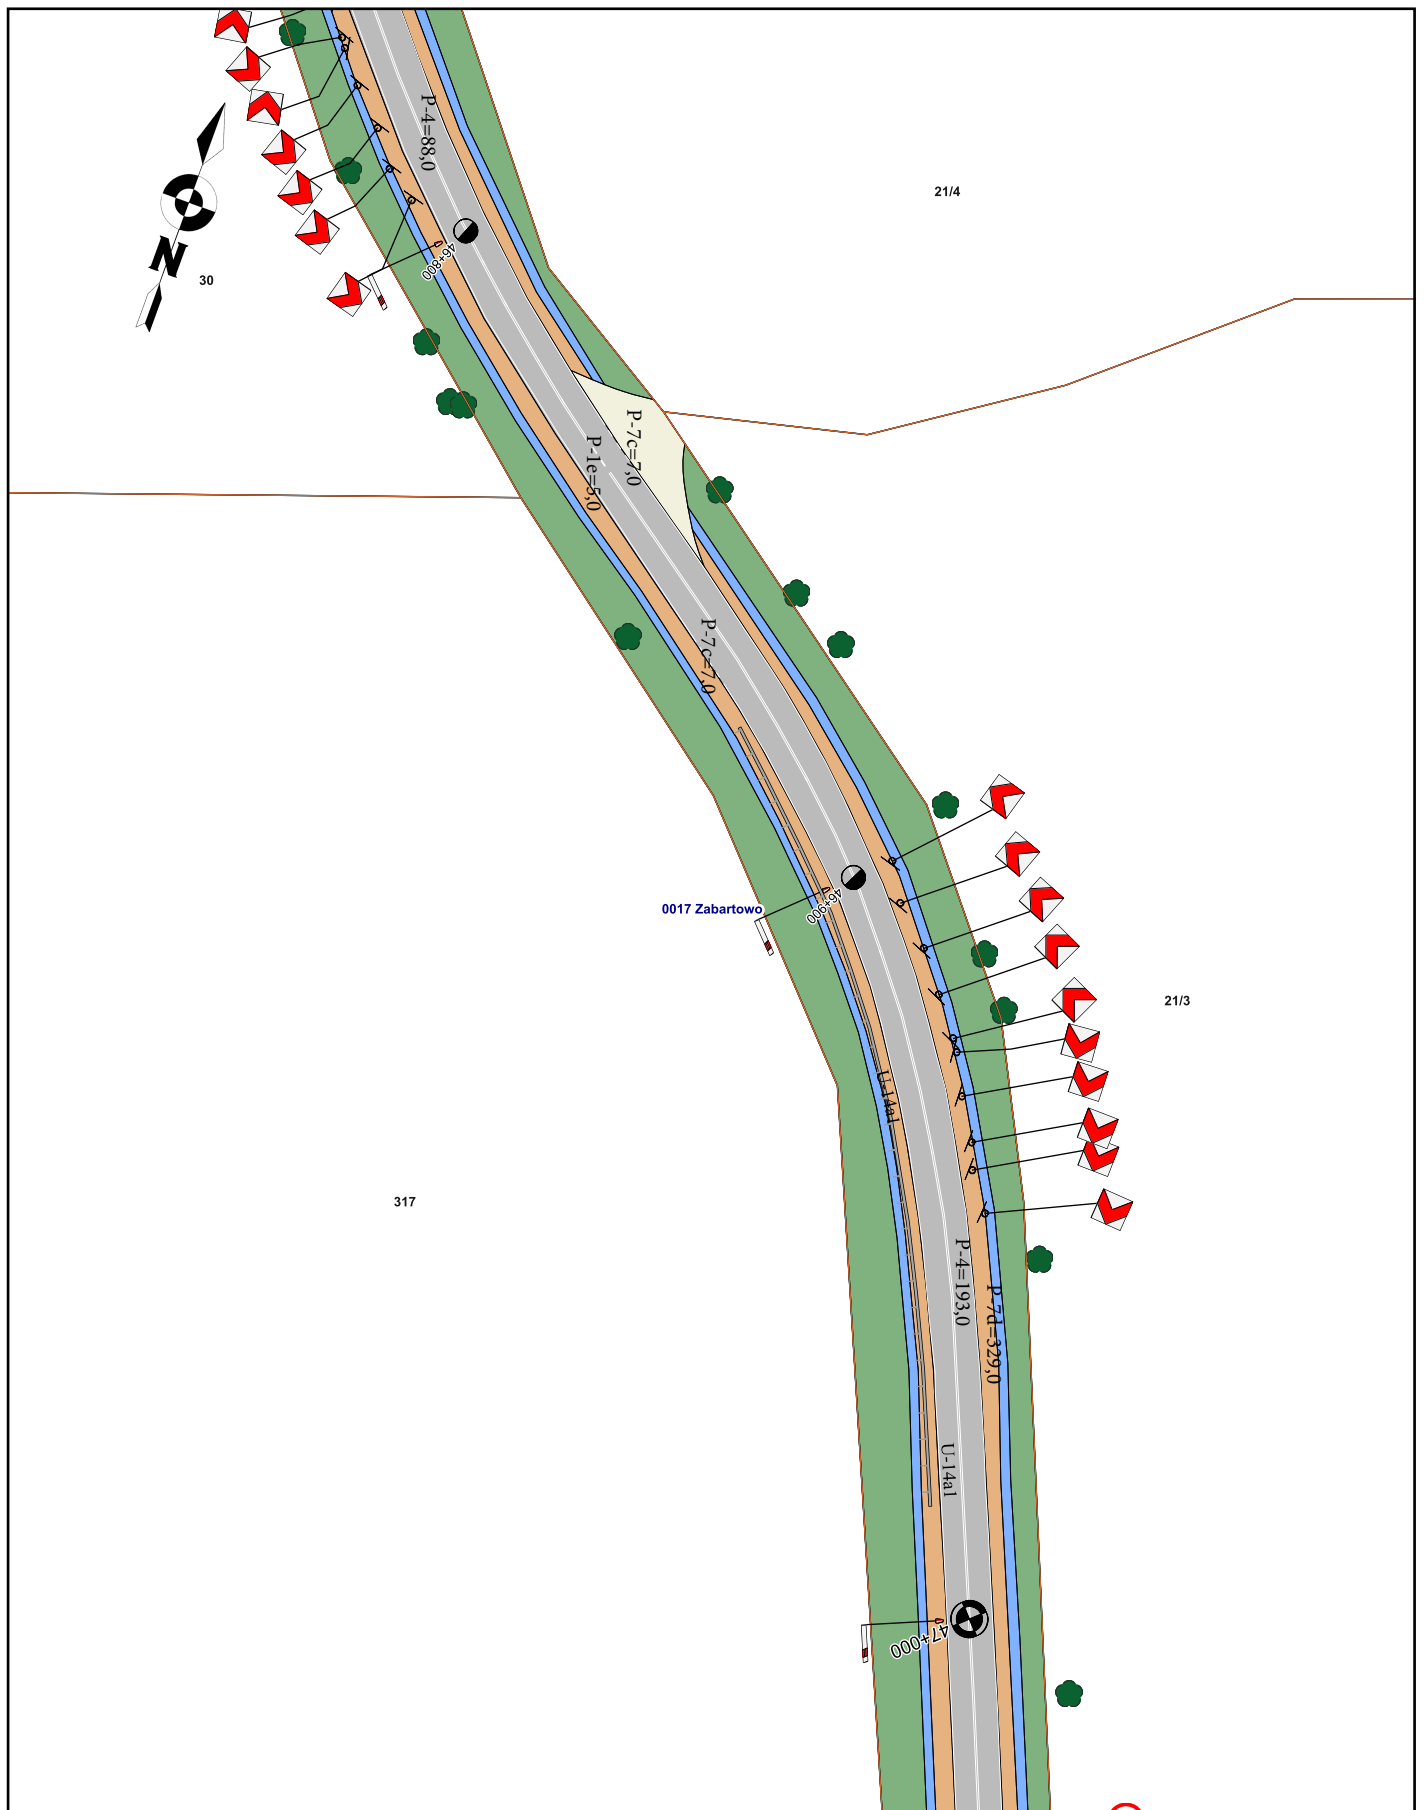 P-4=88,0
21/4
46+800
N
30
P-7c=7,0
P-1e=5,0
P-7c=7,0
46+900
0017 Zabartowo
21/3
U-14a1
317
P-4=193,0
P-7d=329,0
U-14a1
47+000